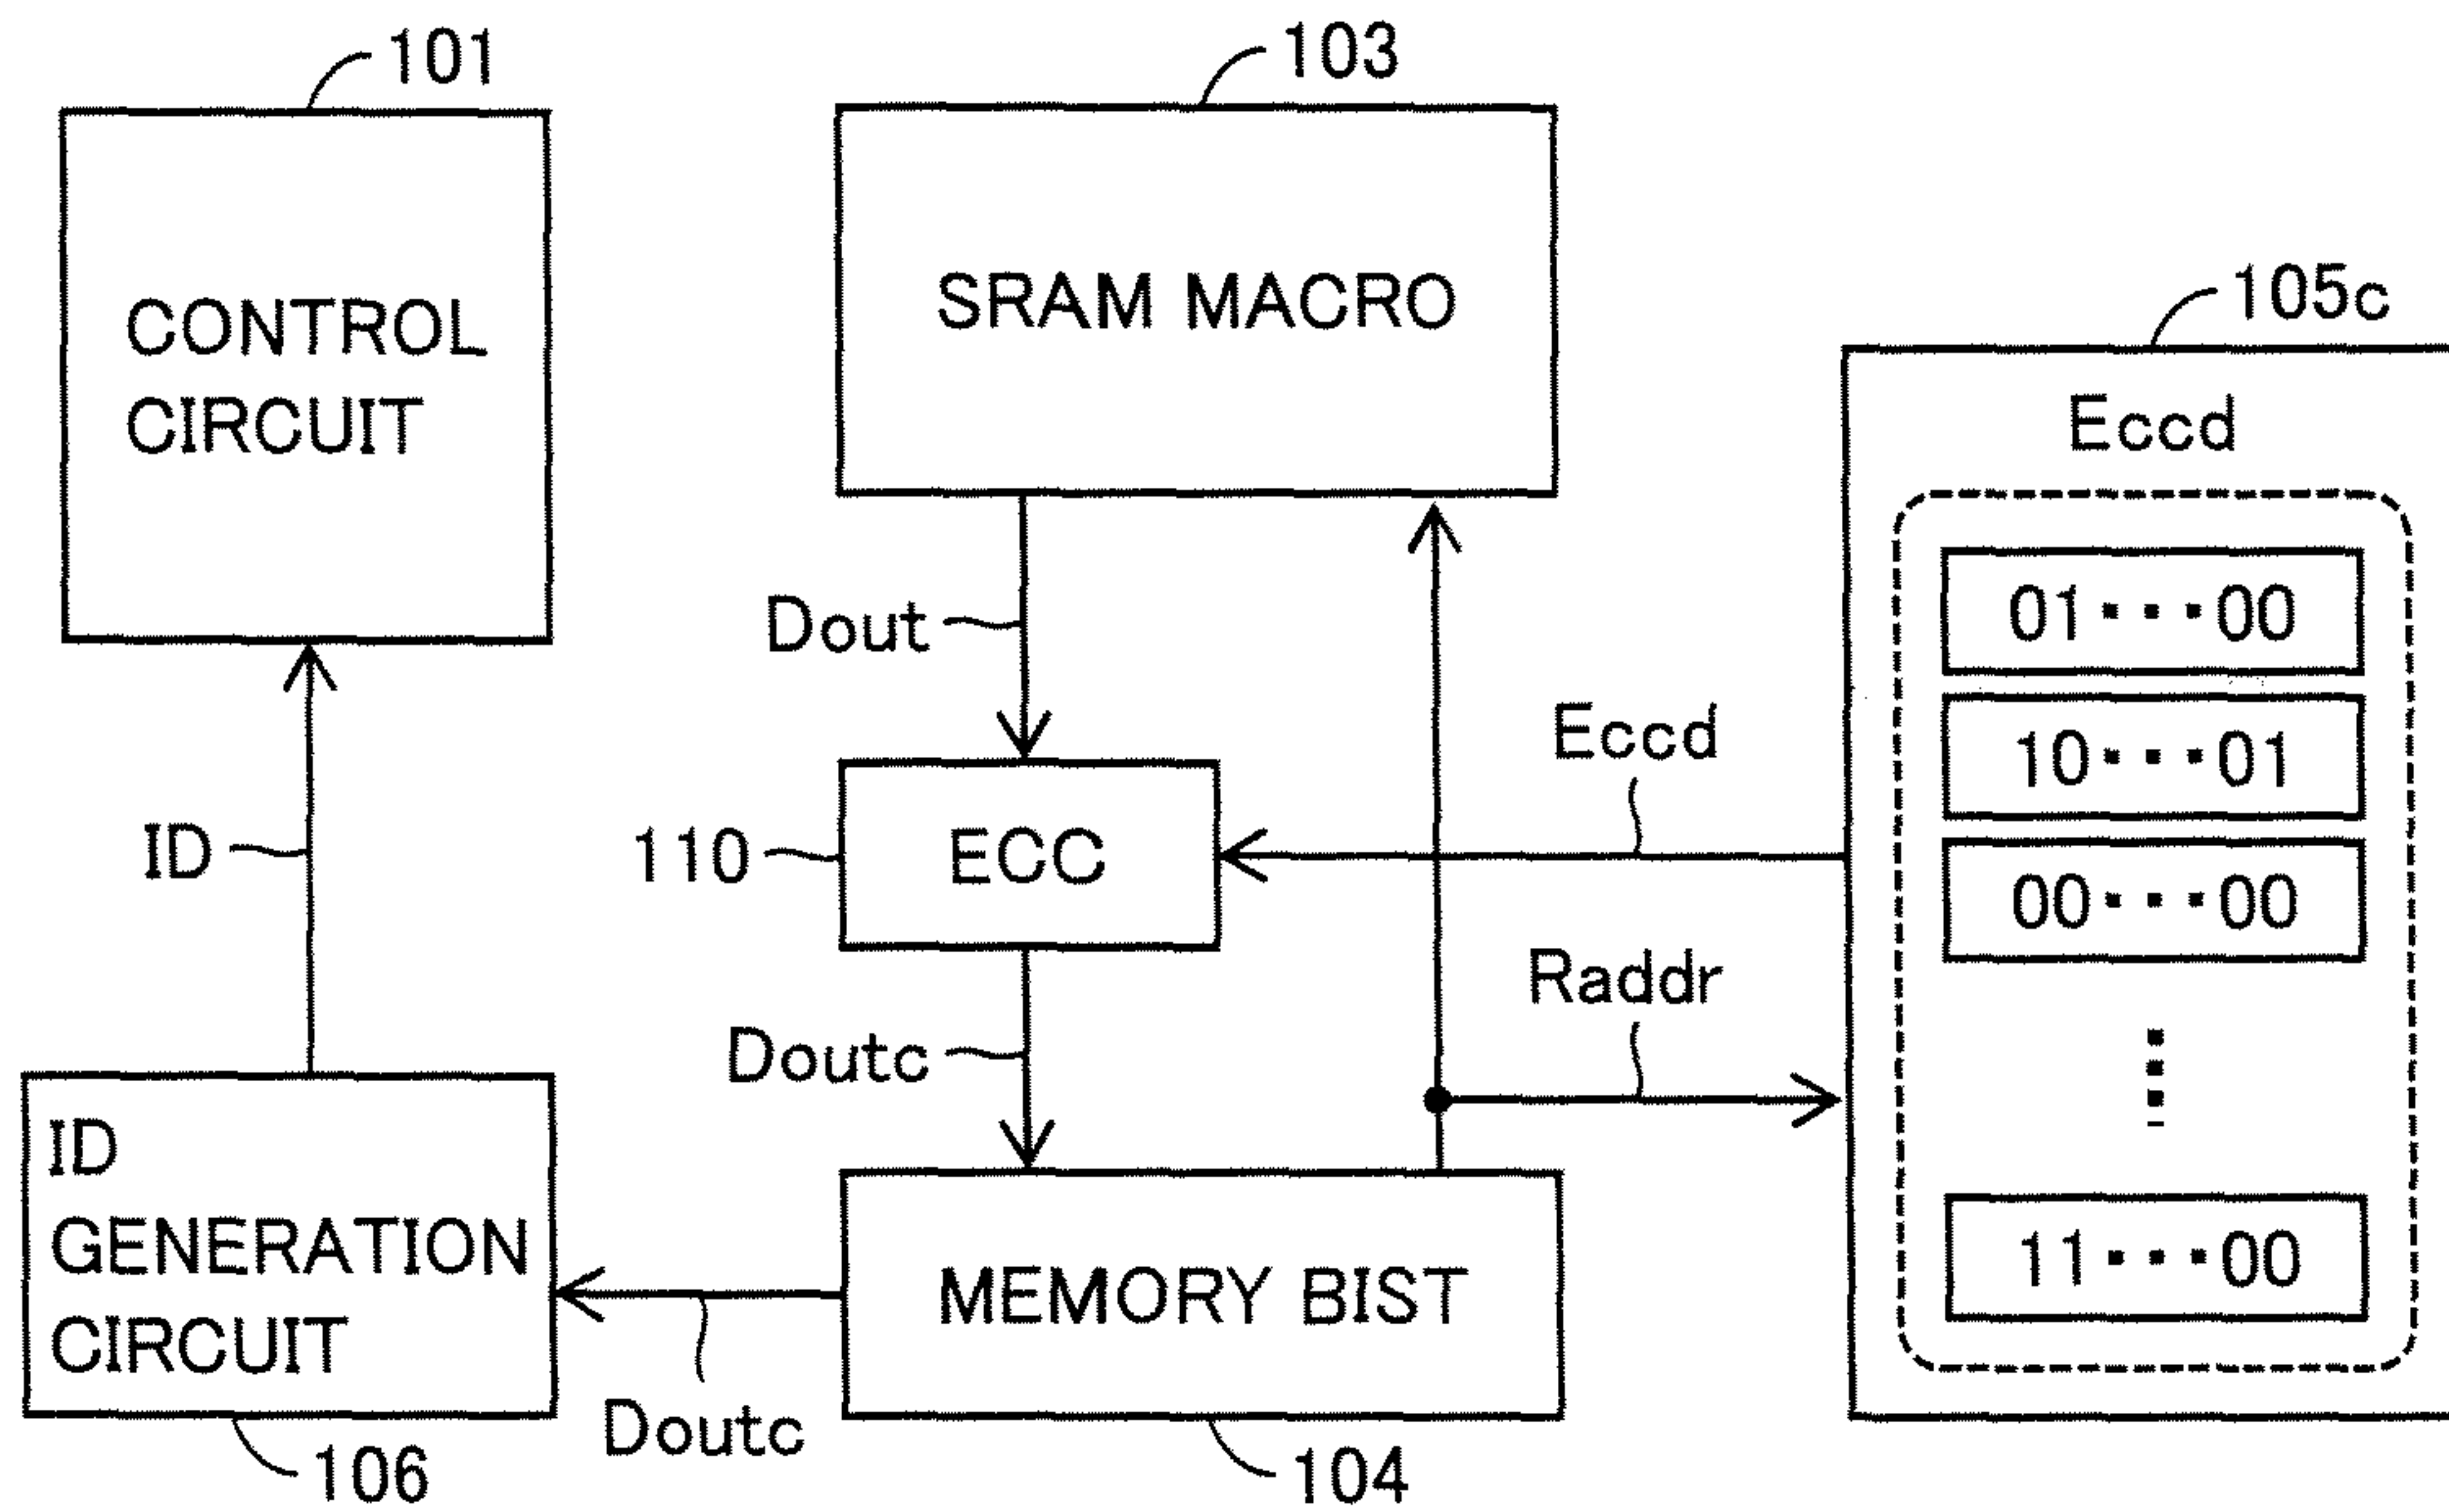 101
103
CONTROL
CIRCUIT
SRAM MACRO
105c
Eccd
01・・・00
10・・・01
00・・・00
11・・・00
Dout
Eccd
ID
110
ECC
Raddr
Doutc
ID
GENERATION
CIRCUIT
MEMORY BIST
Doutc
106
104